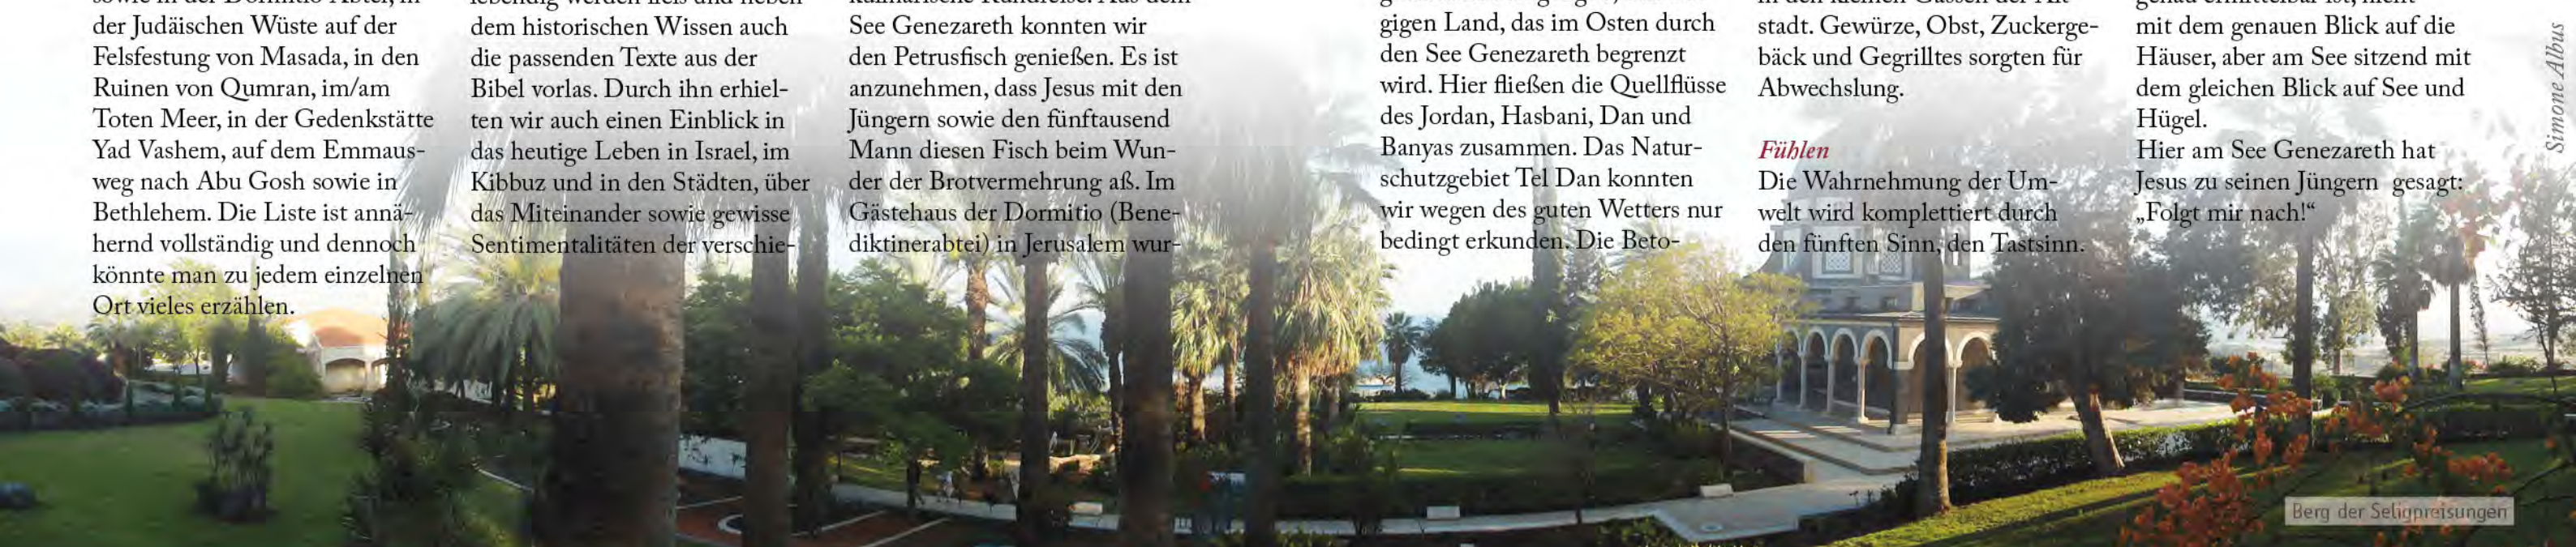 der Judäischen Wüste auf der
Felsfestung von Masada, in den
Ruinen von Qumran, im/am
Toten Meer, in der Gedenkstätte
Yad Vashem, auf dem Emmaus-
weg nach Abu Gosh sowie in
Bethlehem. Die Liste ist annä-
hernd vollständig und dennoch
könnte man zu jedem einzelnen
Ort vieles erzählen.
dem historischen Wissen auch
die passenden Texte aus der
Bibel vorlas. Durch ihn erhiel-
ten wir auch einen Einblick in
das heutige Leben in Israel, im
Kibbuz und in den Städten, über
das Miteinander sowie gewisse
Sentimentalitäten der verschie-
See Genezareth konnten wir
den Petrusfisch genießen. Es ist
anzunehmen, dass Jesus mit den
Jüngern sowie den fünftausend
Mann diesen Fisch beim Wun-
der der Brotvermehrung aß. Im
Gästehaus der Dormitio (Bene-
diktinerabtei) in Jerusalem wur-
gigen Land, das im Osten durch
den See Genezareth begrenzt
wird. Hier fließen die Quellflüsse
des Jordan, Hasbani, Dan und
Banyas zusammen. Das Natur-
schutzgebiet Tel Dan konnten
wir wegen des guten Wetters nur
bedingt erkunden. Die Beto-
stadt. Gewürze, Obst, Zuckerge-
bäck und Gegrilltes sorgten für
Abwechslung.
Fühlen
Die Wahrnehmung der Um-
welt wird komplettiert durch
den fünften Sinn, den Tastsinn.
mit dem genauen Blick auf die
Häuser, aber am See sitzend mit
dem gleichen Blick auf See und
Hügel.
Hier am See Genezareth hat
Jesus zu seinen Jüngern gesagt:
„Folgt mir nach!“
Simone Albus
Berg der Seligpreisungen